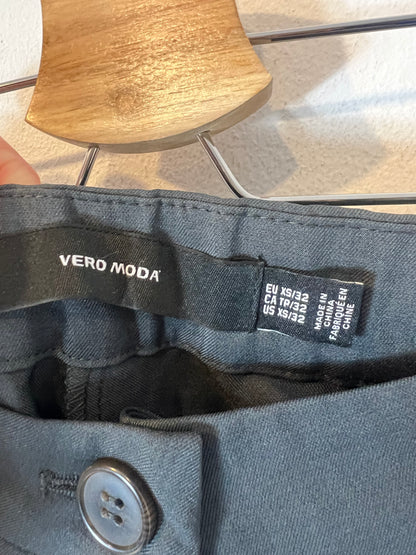 VERO MODA
EU XS/32
CA TP/32
US XS/32
MADE IN
CHINA
FABRIQUÉ EN
CHINE